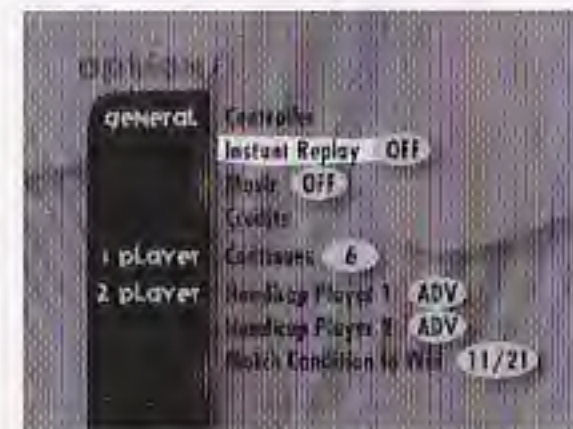 options
general Controller
Instant Replay Off
Music Off
Credits
1 player Continues 6
2 player Handicap Player 1 ADV
Handicap Player 2 ADV
Match Condition to Win 11/21